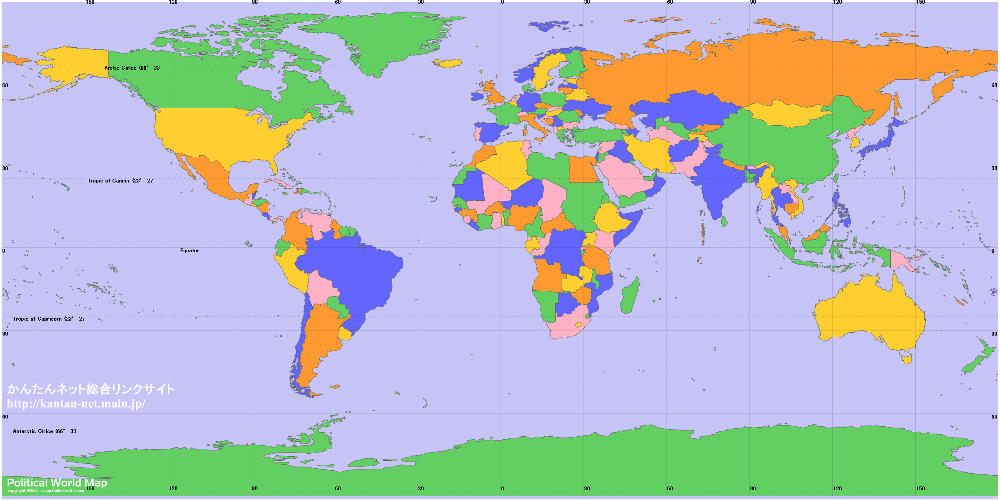 150 120 90 60 30 0 30 60 90 120 150
Arctic Cirlce (66° 33
60 60
30 30
Tropic of Cancer (23° 27
0 Equator 0
Tropic of Capricorn (23° 27
30 30
かんたんネット総合リンクサイト
http://kantan-net.main.jp/
60 60
Antarctic Cirlce (66° 33
Political World Map
150 120 90 60 30 0 30 60 90 120 150
copyright 2004 - www.fabiovisentin.com